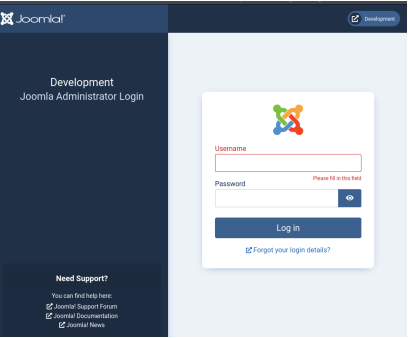 Joomla!
Development
Development
Joomla Administrator Login
Username
Please fill in this field
Password
Log in
Forgot your login details?
Need Support?
You can find help here:
Joomla! Support Forum
Joomla! Documentation
Joomla! News